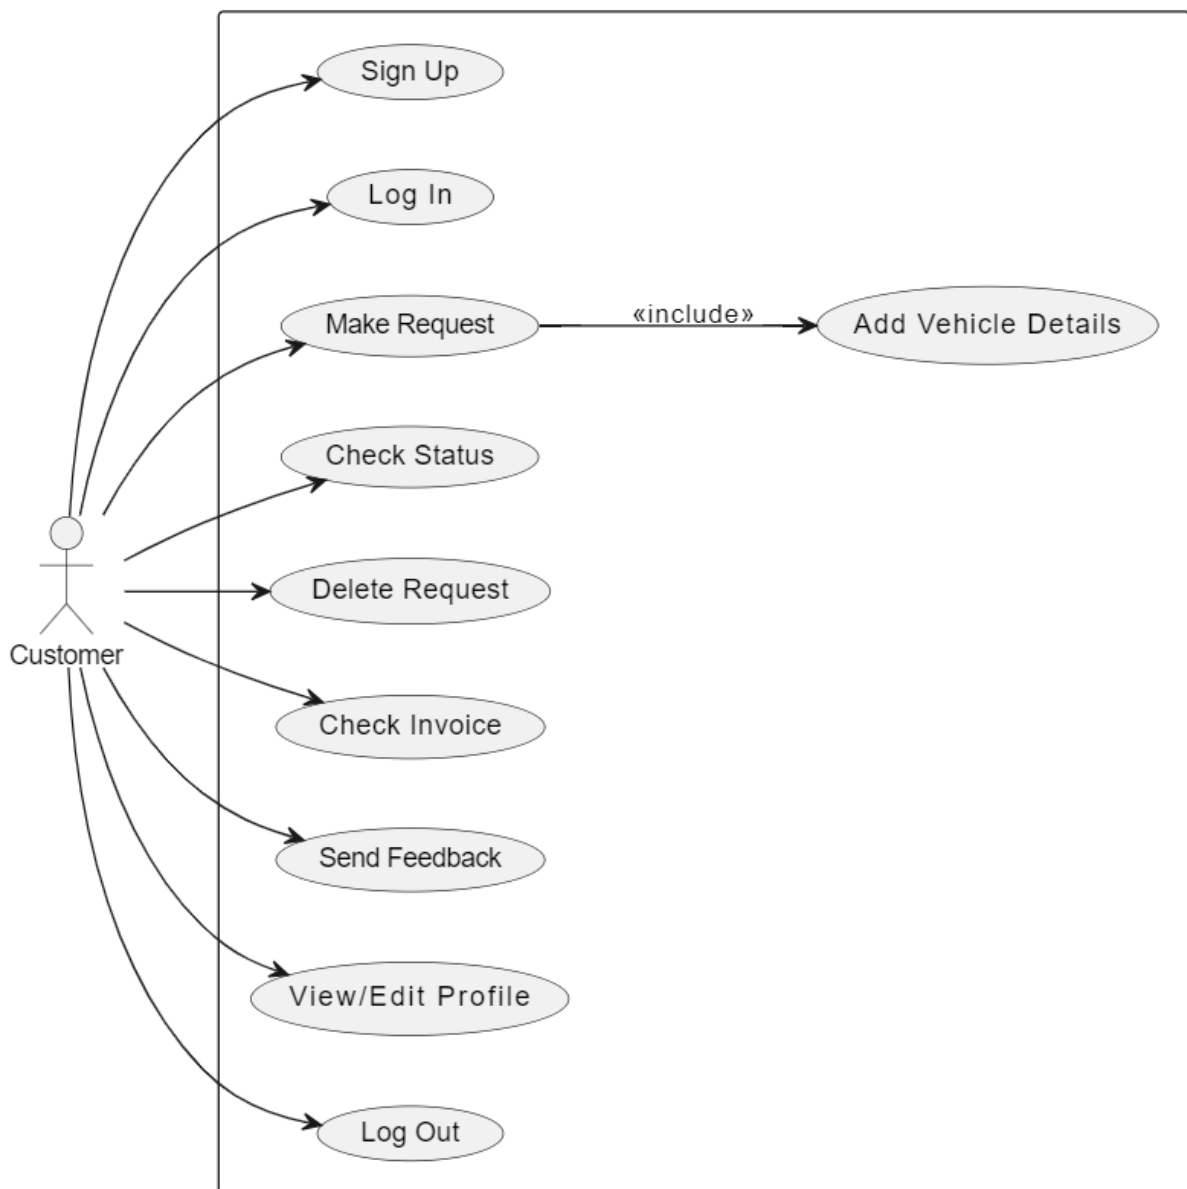 Sign Up
Log In
Make Request
«include»
Add Vehicle Details
Check Status
Delete Request
Customer
Check Invoice
Send Feedback
View/Edit Profile
Log Out